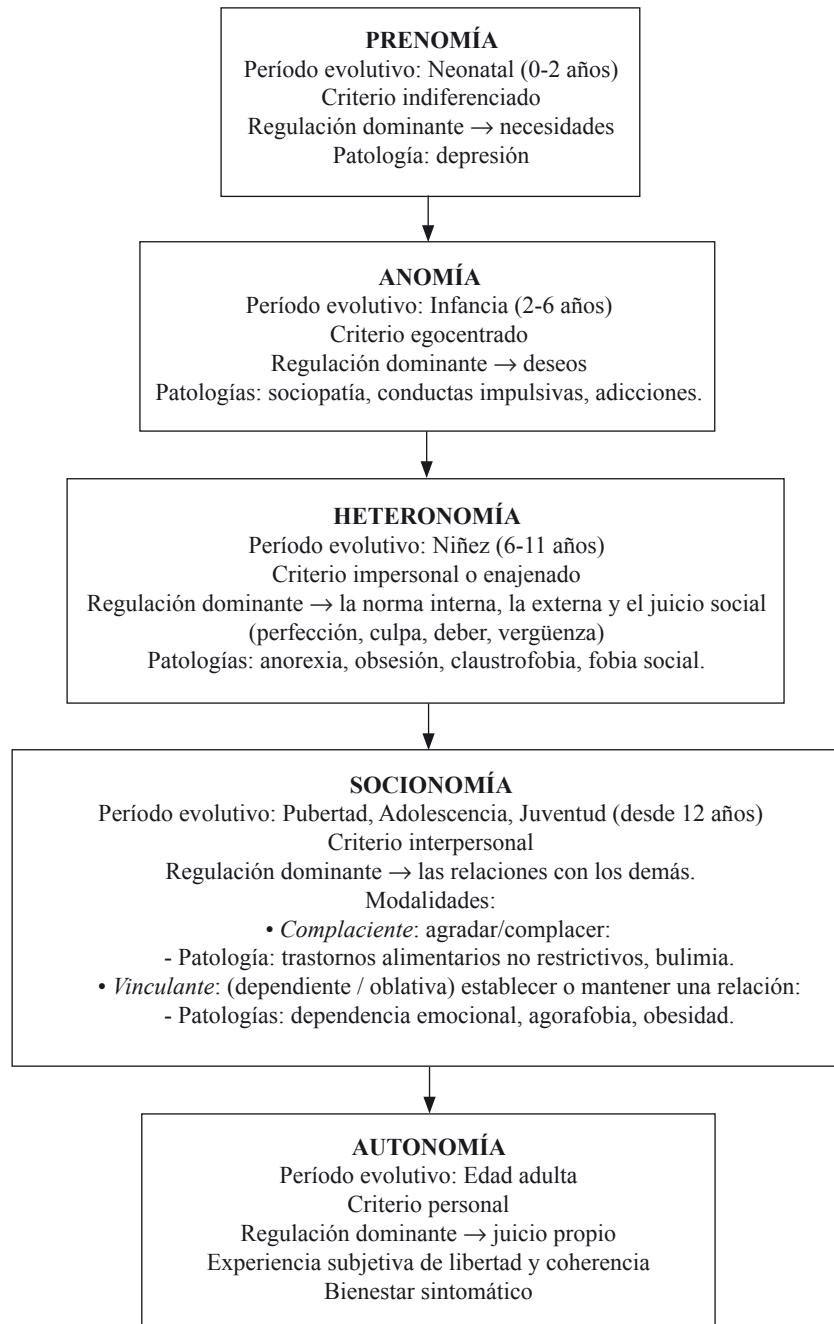 PRENOMÍA
Período evolutivo: Neonatal (0-2 años)
Criterio indiferenciado
Regulación dominante → necesidades
Patología: depresión
ANOMÍA
Período evolutivo: Infancia (2-6 años)
Criterio egocentrado
Regulación dominante → deseos
Patologías: sociopatía, conductas impulsivas, adicciones.
HETERONOMÍA
Período evolutivo: Niñez (6-11 años)
Criterio impersonal o enajenado
Regulación dominante → la norma interna, la externa y el juicio social
(perfección, culpa, deber, vergüenza)
Patologías: anorexia, obsesión, claustrofobia, fobia social.
SOCIONOMÍA
Período evolutivo: Pubertad, Adolescencia, Juventud (desde 12 años)
Criterio interpersonal
Regulación dominante → las relaciones con los demás.
Modalidades:
• Complaciente: agradar/complacer:
- Patología: trastornos alimentarios no restrictivos, bulimia.
• Vinculante: (dependiente / oblativa) establecer o mantener una relación:
- Patologías: dependencia emocional, agorafobia, obesidad.
AUTONOMÍA
Período evolutivo: Edad adulta
Criterio personal
Regulación dominante → juicio propio
Experiencia subjetiva de libertad y coherencia
Bienestar sintomático